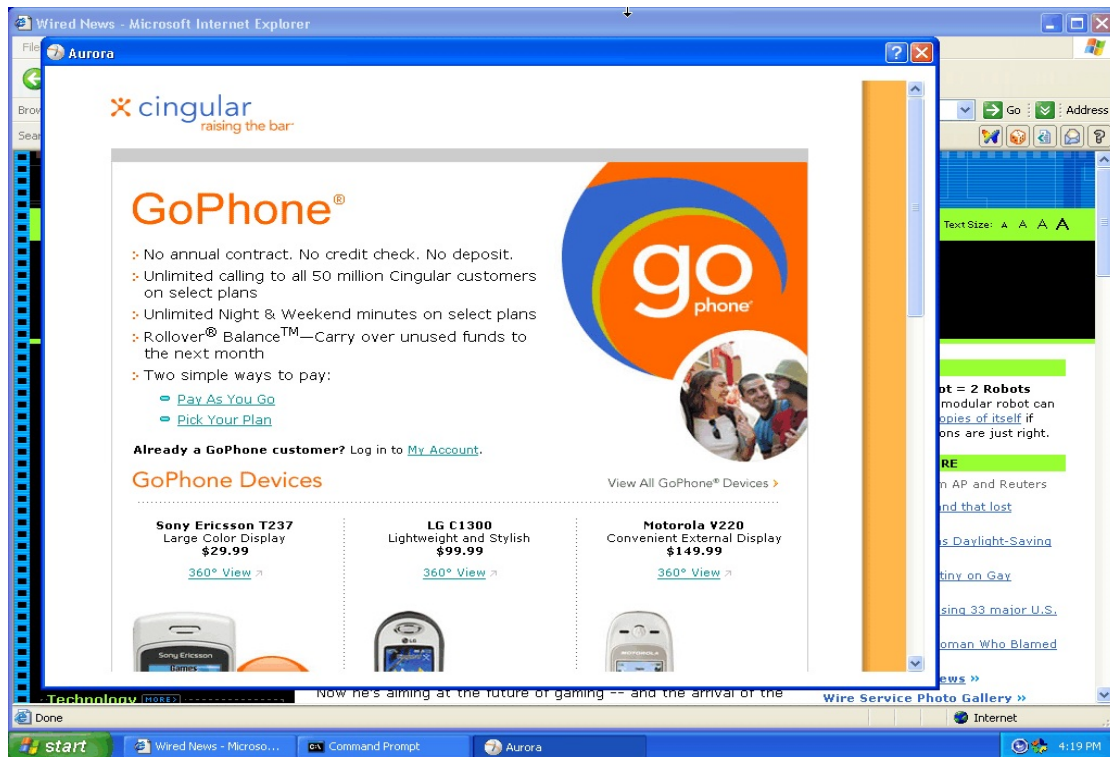 Wired News - Microsoft Internet Explorer
File
Aurora
Go
Address
cingular
raising the bar
GoPhone®
No annual contract. No credit check. No deposit.
Unlimited calling to all 50 million Cingular customers
on select plans
Unlimited Night & Weekend minutes on select plans
Rollover® Balance™—Carry over unused funds to
the next month
Two simple ways to pay:
Pay As You Go
Pick Your Plan
Already a GoPhone customer? Log in to My Account.
go
phone
GoPhone Devices
View All GoPhone® Devices >
Sony Ericsson T237
Large Color Display
$29.99
360° View
LG C1300
Lightweight and Stylish
$99.99
360° View
Motorola V220
Convenient External Display
$149.99
360° View
Sony Ericsson
Games
LG
MOTOROLA
Text Size: A A A A
= 2 Robots
modular robot can
opies of itself if
ons are just right.
RE
AP and Reuters
and that lost
Daylight-Saving
tiny on Gay
sing 33 major U.S.
oman Who Blamed
ews »
Wire Service Photo Gallery »
Technology MORE
Now he's aiming at the future of gaming -- and the arrival of the
Done
Internet
start
Wired News - Microso...
Command Prompt
Aurora
4:19 PM